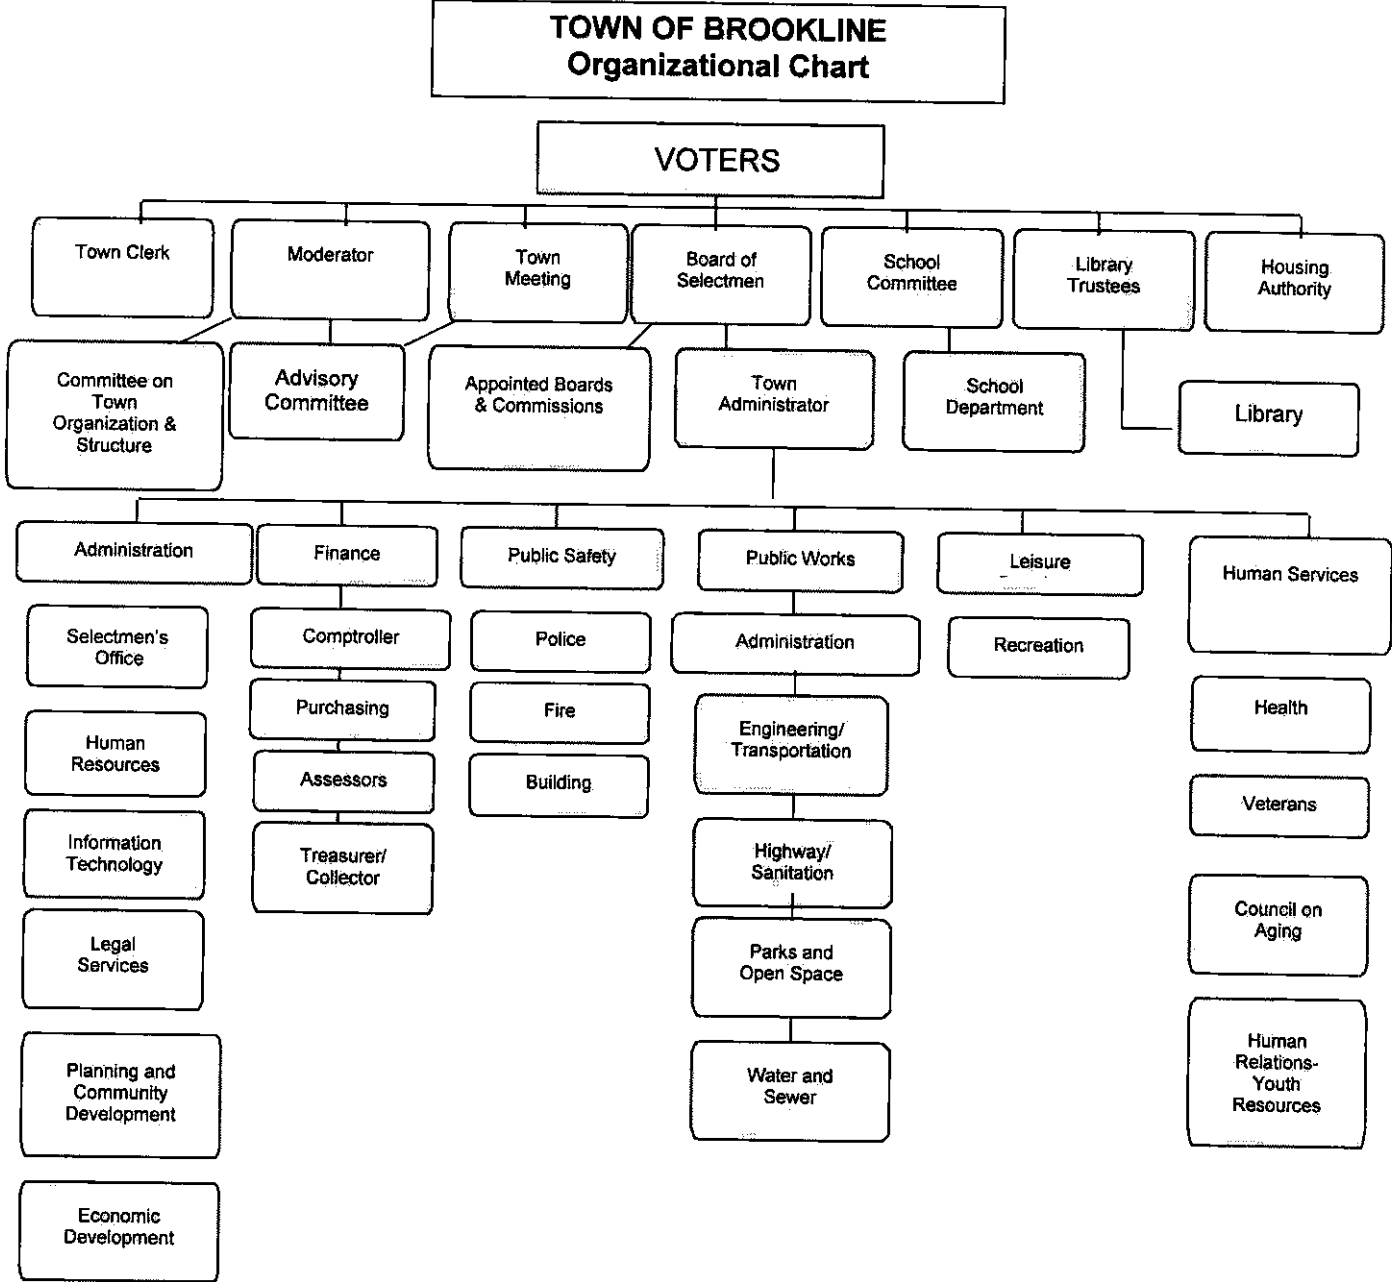 TOWN OF BROOKLINE
Organizational Chart
VOTERS
Town Clerk
Moderator
Town
Meeting
Board of
Selectmen
School
Committee
Library
Trustees
Housing
Authority
Committee on
Town
Organization &
Structure
Advisory
Committee
Appointed Boards
& Commissions
Town
Administrator
School
Department
Library
Administration
Finance
Public Safety
Public Works
Leisure
Human Services
Selectmen's
Office
Human
Resources
Information
Technology
Legal
Services
Planning and
Community
Development
Economic
Development
Comptroller
Purchasing
Assessors
Treasurer/
Collector
Police
Fire
Building
Administration
Engineering/
Transportation
Highway/
Sanitation
Parks and
Open Space
Water and
Sewer
Recreation
Health
Veterans
Council on
Aging
Human
Relations-
Youth
Resources